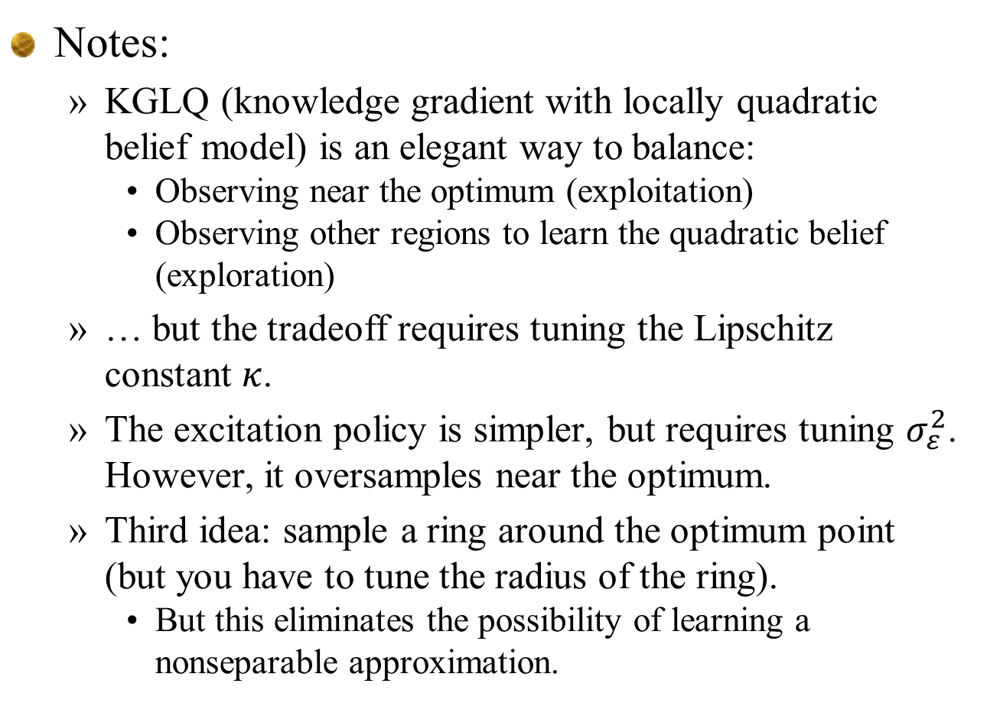 Notes:
» KGLQ (knowledge gradient with locally quadratic
belief model) is an elegant way to balance:
• Observing near the optimum (exploitation)
• Observing other regions to learn the quadratic belief
(exploration)
» … but the tradeoff requires tuning the Lipschitz
constant κ.
» The excitation policy is simpler, but requires tuning σ_ε^2.
However, it oversamples near the optimum.
» Third idea: sample a ring around the optimum point
(but you have to tune the radius of the ring).
• But this eliminates the possibility of learning a
nonseparable approximation.